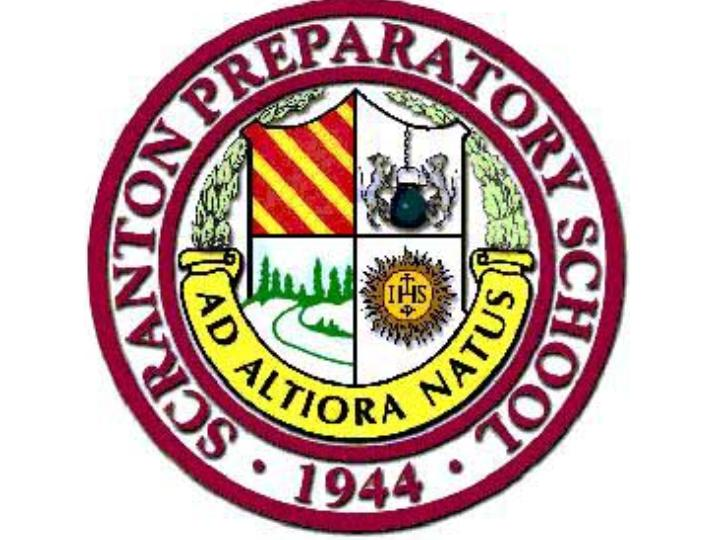 SCRANTON PREPARATORY SCHOOL
IHS
AD ALTIORA NATUS
· 1944 ·